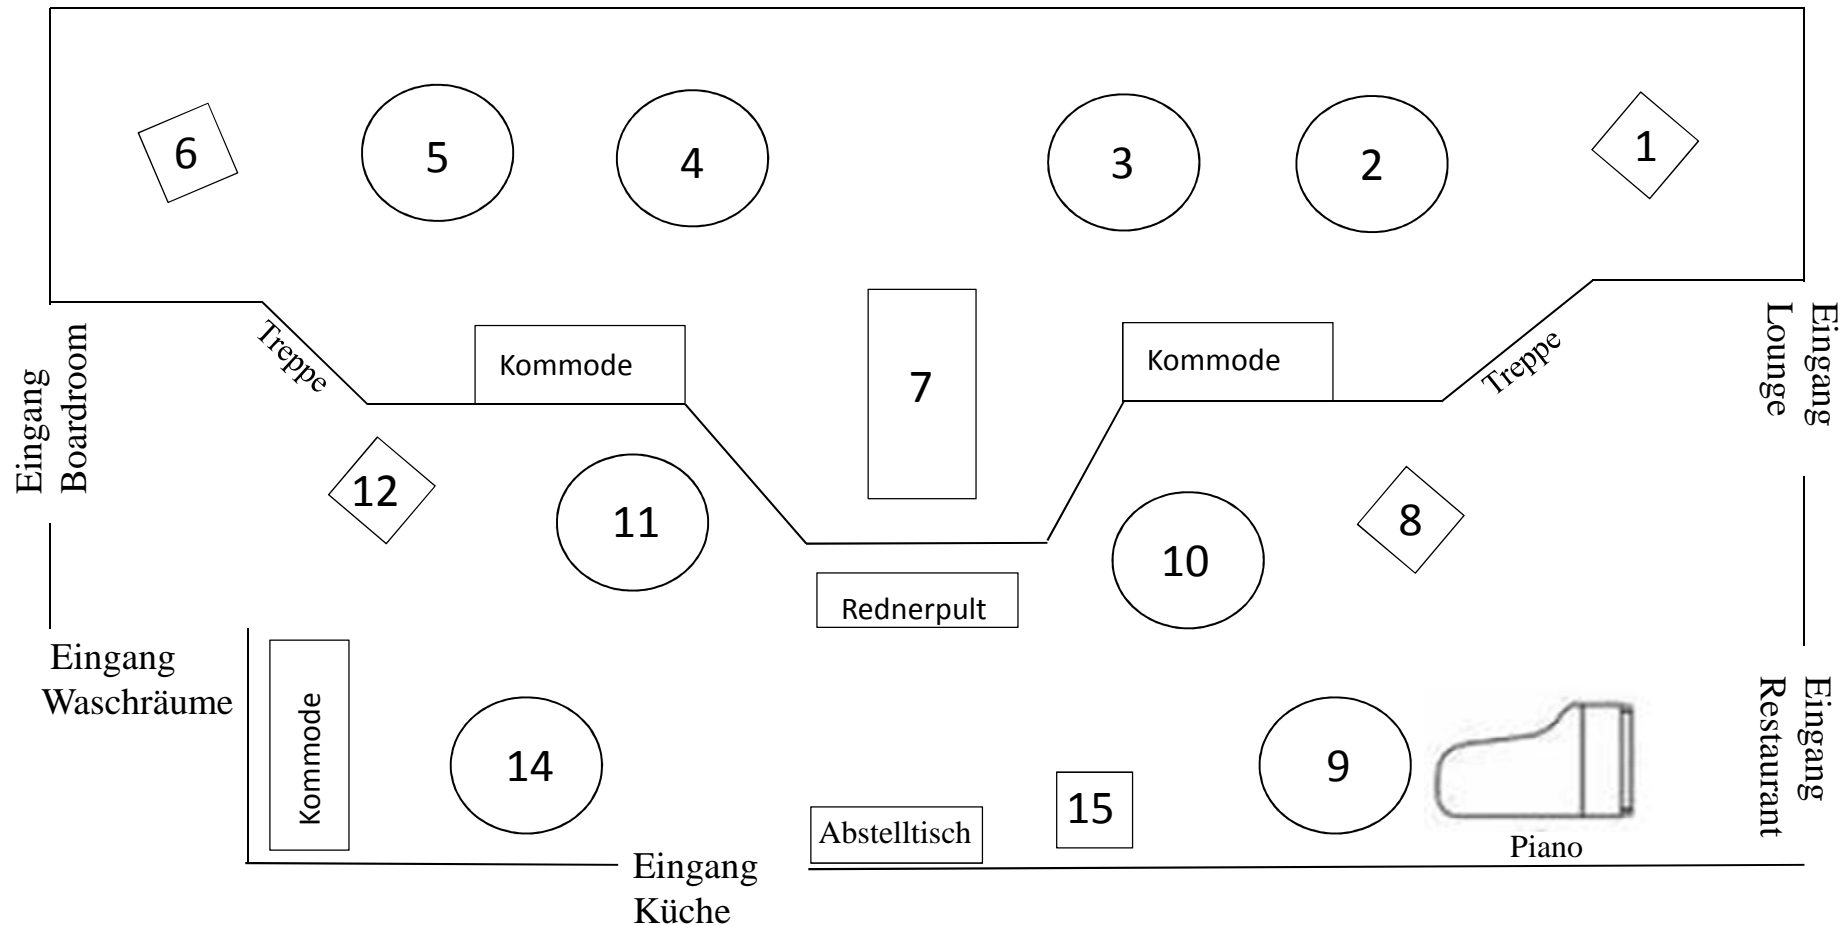 6
5
4
3
2
1
Eingang
Boardroom
Treppe
Kommode
7
Kommode
Treppe
Eingang
Lounge
12
11
10
8
Rednerpult
Eingang
Waschräume
Kommode
14
Abstelltisch
15
9
Piano
Eingang
Restaurant
Eingang
Küche